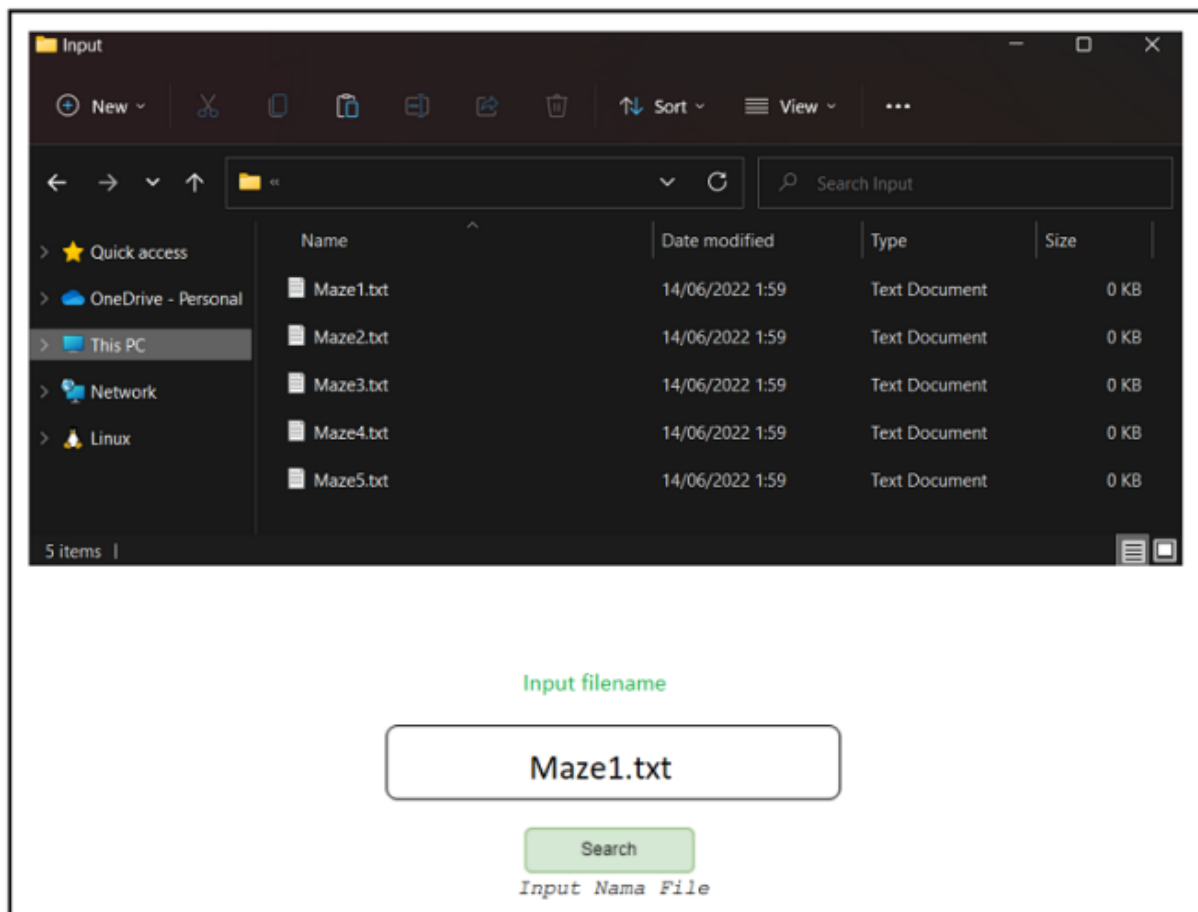 Input
New Sort View
«  Search Input
Name Date modified Type Size
Quick access
OneDrive - Personal
This PC
Network
Linux
Maze1.txt 14/06/2022 1:59 Text Document 0 KB
Maze2.txt 14/06/2022 1:59 Text Document 0 KB
Maze3.txt 14/06/2022 1:59 Text Document 0 KB
Maze4.txt 14/06/2022 1:59 Text Document 0 KB
Maze5.txt 14/06/2022 1:59 Text Document 0 KB
5 items
Input filename
Maze1.txt
Search
Input Nama File